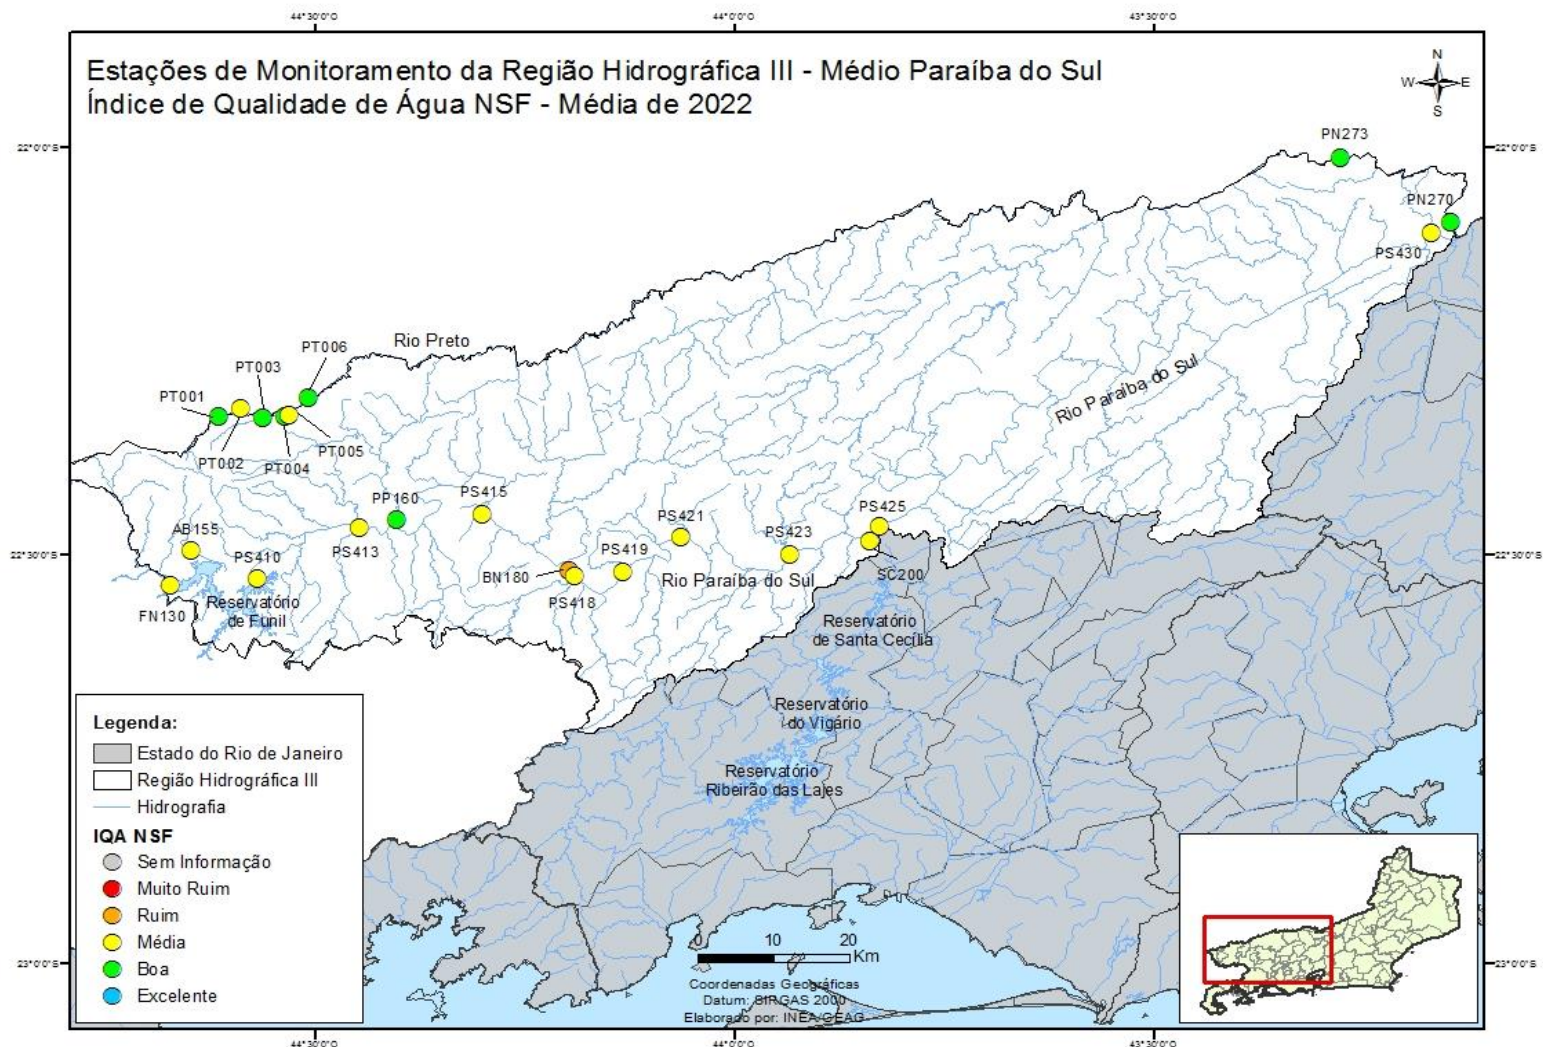 44°30'0"O
44°0'0"O
43°30'0"O
Estações de Monitoramento da Região Hidrográfica III - Médio Paraíba do Sul
Índice de Qualidade de Água NSF - Média de 2022
N
W
E
S
22°0'0"S
22°0'0"S
PN273
PN270
PS430
Rio Preto
PT006
PT003
PT001
PT002
PT004
PT005
Rio Paraíba do Sul
PP160
PS415
AB155
PS410
PS413
PS421
PS423
PS425
22°30'0"S
22°30'0"S
BN180
PS419
PS418
Rio Paraíba do Sul
SC200
FN130
Reservatório
de Funil
Reservatório
de Santa Cecília
Reservatório
do Vigário
Reservatório
Ribeirão das Lajes
Legenda:
Estado do Rio de Janeiro
Região Hidrográfica III
Hidrografia
IQA NSF
Sem Informação
Muito Ruim
Ruim
Média
Boa
Excelente
0 10 20
Km
Coordenadas Geográficas
Datum: SIRGAS 2000
Elaborado por: INEA/GEAG
23°0'0"S
23°0'0"S
44°30'0"O
44°0'0"O
43°30'0"O